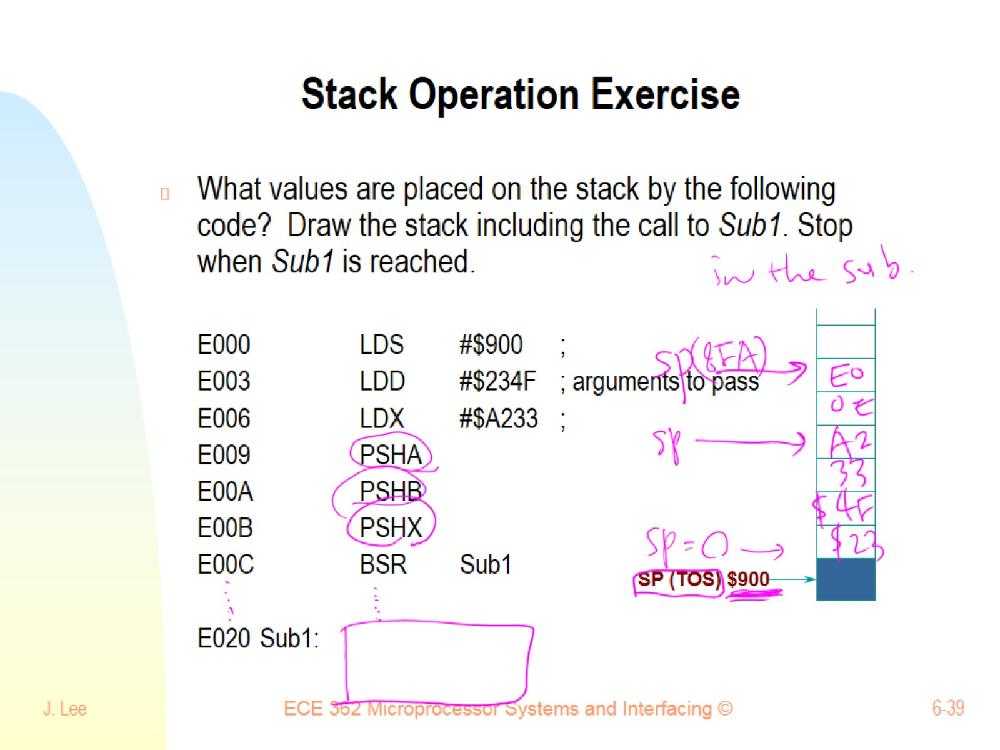 Stack Operation Exercise
What values are placed on the stack by the following
code? Draw the stack including the call to Sub1. Stop
when Sub1 is reached.
in the sub.
E000 LDS #$900 ;
sp(8FA)
E003 LDD #$234F ; arguments to pass
E0
0E
E006 LDX #$A233 ;
sp A2
E009 PSHA
33
E00A PSHB
$4F
E00B PSHX
sp=0 $23
E00C BSR Sub1
SP (TOS) $900
E020 Sub1:
J. Lee ECE 362 Microprocessor Systems and Interfacing © 6-39